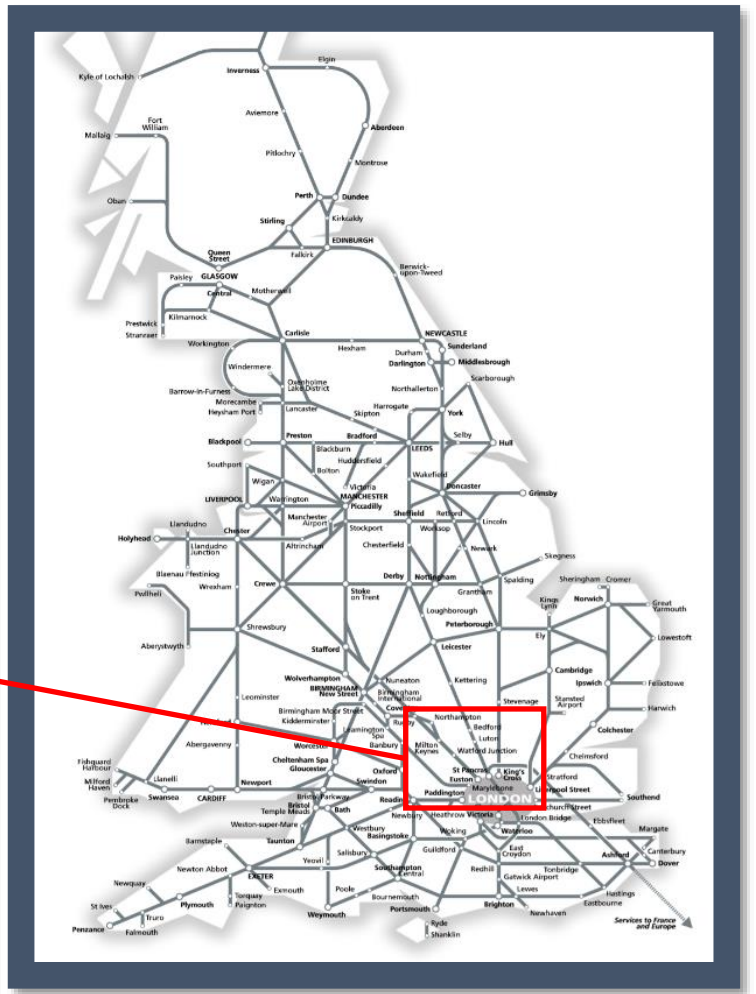 Kyle of Lochalsh
Inverness
Elgin
Aviemore
Fort
William
Mallaig
Aberdeen
Pitlochry
Montrose
Oban
Perth
Dundee
Stirling
Kirkcaldy
Queen
Street
Falkirk
EDINBURGH
GLASGOW
Paisley
Central
Motherwell
Berwick-
upon-Tweed
Prestwick
Kilmarnock
Stranraer
Carlisle
Workington
Hexham
NEWCASTLE
Sunderland
Durham
Darlington
Middlesbrough
Windermere
Oxenholme
Lake District
Northallerton
Scarborough
Barrow-in-Furness
Morecambe
Heysham Port
Lancaster
Harrogate
Skipton
York
Blackpool
Preston
Bradford
Blackburn
LEEDS
Selby
Hull
Southport
Huddersfield
Bolton
Wigan
Wakefield
Victoria
MANCHESTER
Piccadilly
Doncaster
Grimsby
LIVERPOOL
Warrington
Manchester
Airport
Stockport
Sheffield
Retford
Worksop
Lincoln
Llandudno
Chester
Holyhead
Llandudno
Junction
Altrincham
Chesterfield
Newark
Skegness
Blaenau Ffestiniog
Pwllheli
Wrexham
Crewe
Stoke
on Trent
Derby
Nottingham
Grantham
Spalding
Sheringham
Cromer
Kings
Lynn
Norwich
Great
Yarmouth
Loughborough
Peterborough
Ely
Shrewsbury
Aberystwyth
Stafford
Leicester
Lowestoft
Wolverhampton
Nuneaton
Kettering
Cambridge
Ipswich
Felixstowe
BIRMINGHAM
New Street
Birmingham
International
Stevenage
Stansted
Airport
Harwich
Leominster
Birmingham Moor Street
Kidderminster
Rugby
Northampton
Leamington
Spa
Bedford
Colchester
Worcester
Banbury
Milton
Keynes
Luton
Watford Junction
Chelmsford
Abergavenny
Fishguard
Harbour
Cheltenham Spa
Gloucester
Oxford
St Pancras
King's
Cross
Euston
Stratford
Milford
Haven
Llanelli
Newport
Swindon
Marylebone
Liverpool Street
Pembroke
Dock
Swansea
CARDIFF
Bristol Parkway
Paddington
LONDON
Southend
Bristol
Temple Meads
Bath
Reading
Newbury
Heathrow
Victoria
London Bridge
Weston-super-Mare
Westbury
Basingstoke
Woking
Waterloo
Ebbsfleet
Margate
Barnstaple
Taunton
Salisbury
Guildford
East
Croydon
Canterbury
Yeovil
Southampton
Central
Redhill
Tonbridge
Ashford
Dover
Newton Abbot
EXETER
Gatwick Airport
Newquay
Exmouth
Poole
Bournemouth
Lewes
Hastings
St Ives
Plymouth
Torquay
Paignton
Weymouth
Portsmouth
Brighton
Eastbourne
Newhaven
Truro
Penzance
Falmouth
Ryde
Shanklin
Services to France
and Europe